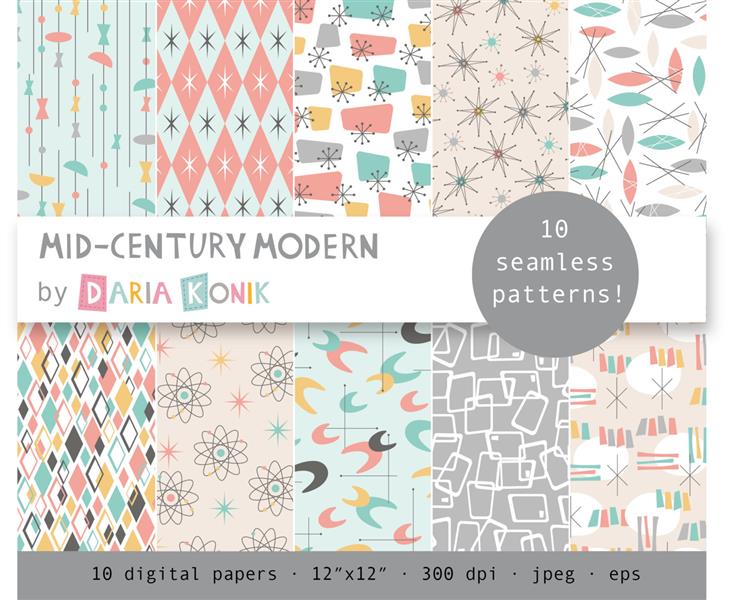 MID-CENTURY MODERN
by DARIA KONIK
10
seamless
patterns!
10 digital papers · 12"x12" · 300 dpi · jpeg · eps